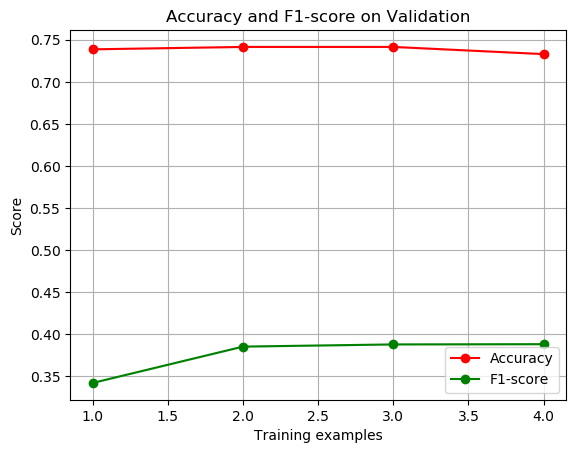 Accuracy and F1-score on Validation
0.75
0.70
0.65
0.60
0.55
0.50
0.45
0.40
0.35
Score
Accuracy
F1-score
1.0 1.5 2.0 2.5 3.0 3.5 4.0
Training examples